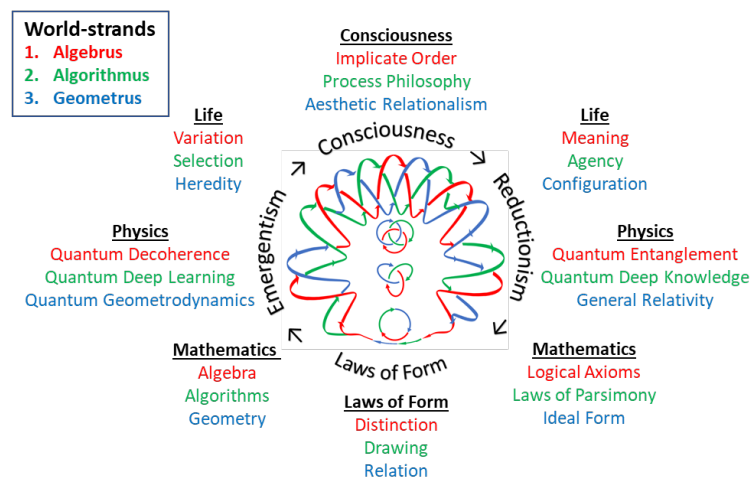 World-strands
1. Algebrus
2. Algorithmus
3. Geometrus
Consciousness
Implicate Order
Process Philosophy
Aesthetic Relationalism
Life
Variation
Selection
Heredity
Life
Meaning
Agency
Configuration
Consciousness
Emergentism
Reductionism
Physics
Quantum Decoherence
Quantum Deep Learning
Quantum Geometrodynamics
Physics
Quantum Entanglement
Quantum Deep Knowledge
General Relativity
Laws of Form
Mathematics
Algebra
Algorithms
Geometry
Mathematics
Logical Axioms
Laws of Parsimony
Ideal Form
Laws of Form
Distinction
Drawing
Relation